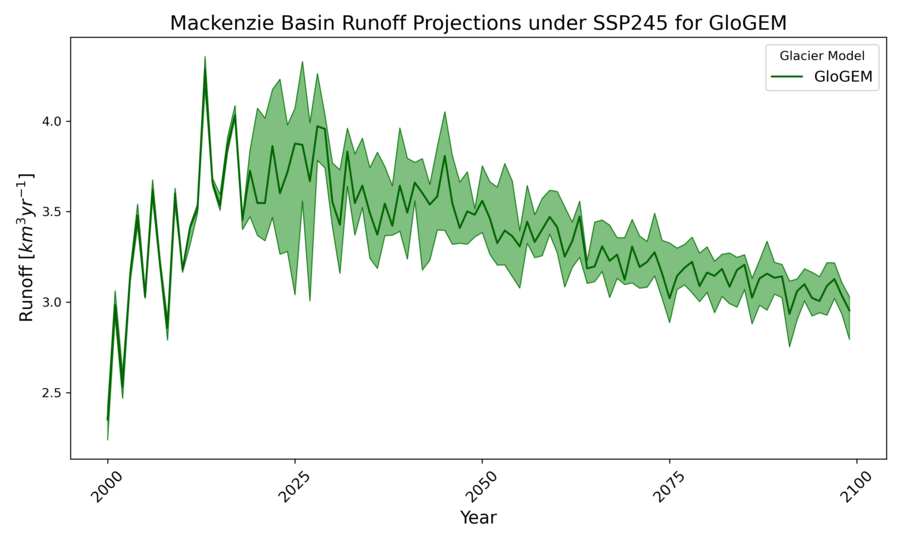 Mackenzie Basin Runoff Projections under SSP245 for GloGEM
Glacier Model
GloGEM
4.0
3.5
3.0
2.5
Runoff [km³yr⁻¹]
2000 2025 2050 2075 2100
Year